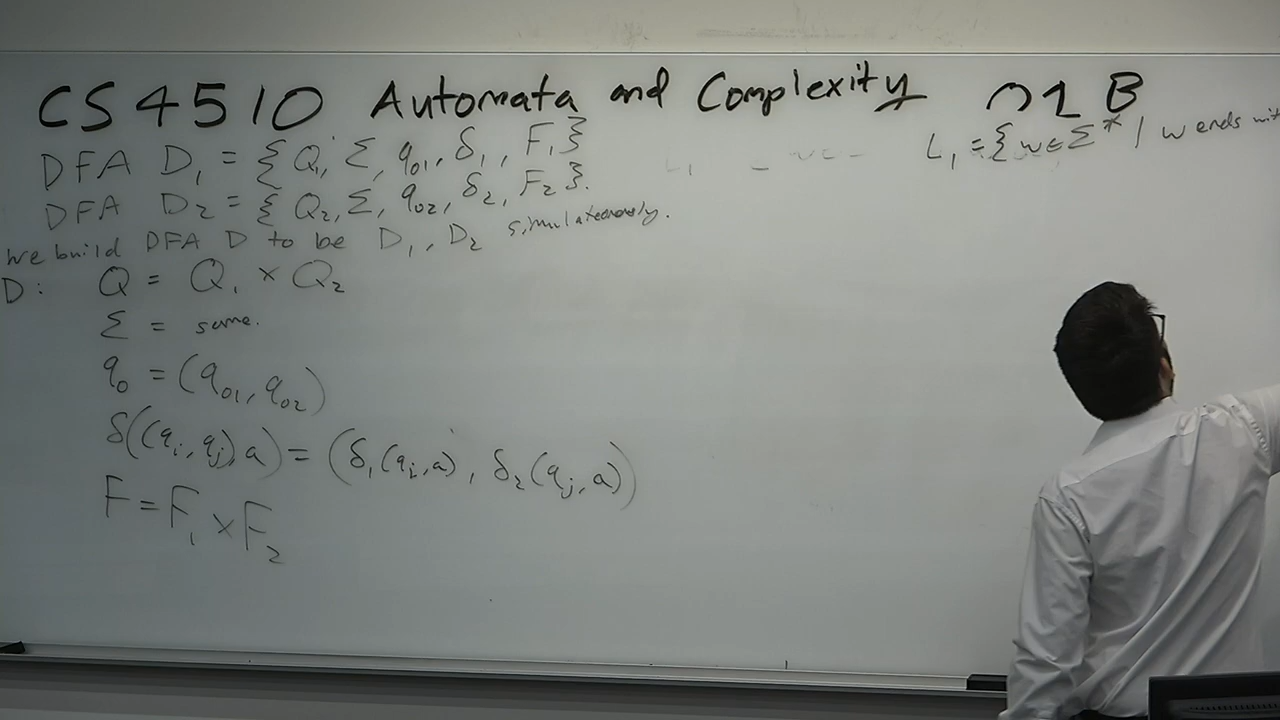 CS 4510 Automata and Complexity ∩1 B
DFA D₁ = {Q₁, Σ, q₀₁, δ₁, F₁}
DFA D₂ = {Q₂, Σ, q₀₂, δ₂, F₂}.
we build DFA D to be D₁, D₂ simulateonously.
D: Q = Q₁ × Q₂
Σ = same.
q₀ = (q₀₁, q₀₂)
δ((qᵢ, qⱼ), a) = (δ₁(qᵢ, a), δ₂(qⱼ, a))
F = F₁ × F₂
L₁ = {w ∈ Σ* | w ends wit